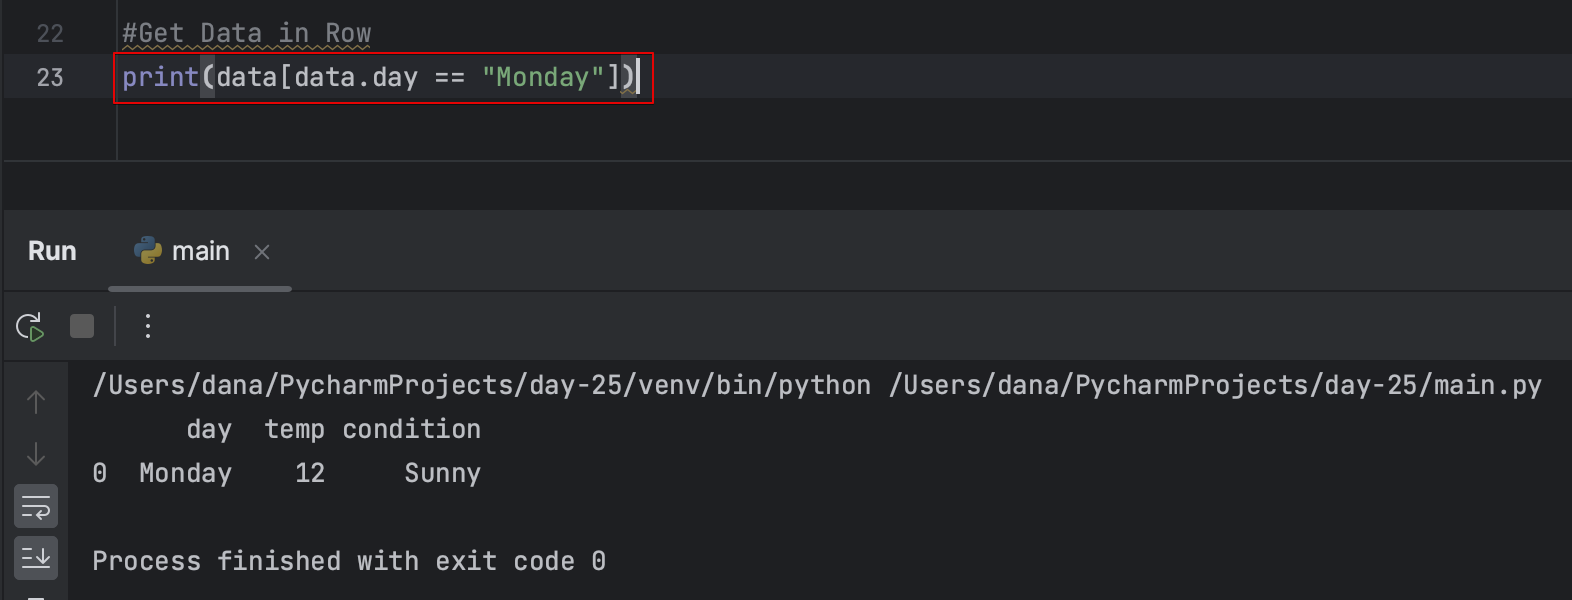 22 #Get Data in Row
23 print(data[data.day == "Monday"])
Run main
/Users/dana/PycharmProjects/day-25/venv/bin/python /Users/dana/PycharmProjects/day-25/main.py
day temp condition
0 Monday 12 Sunny
Process finished with exit code 0